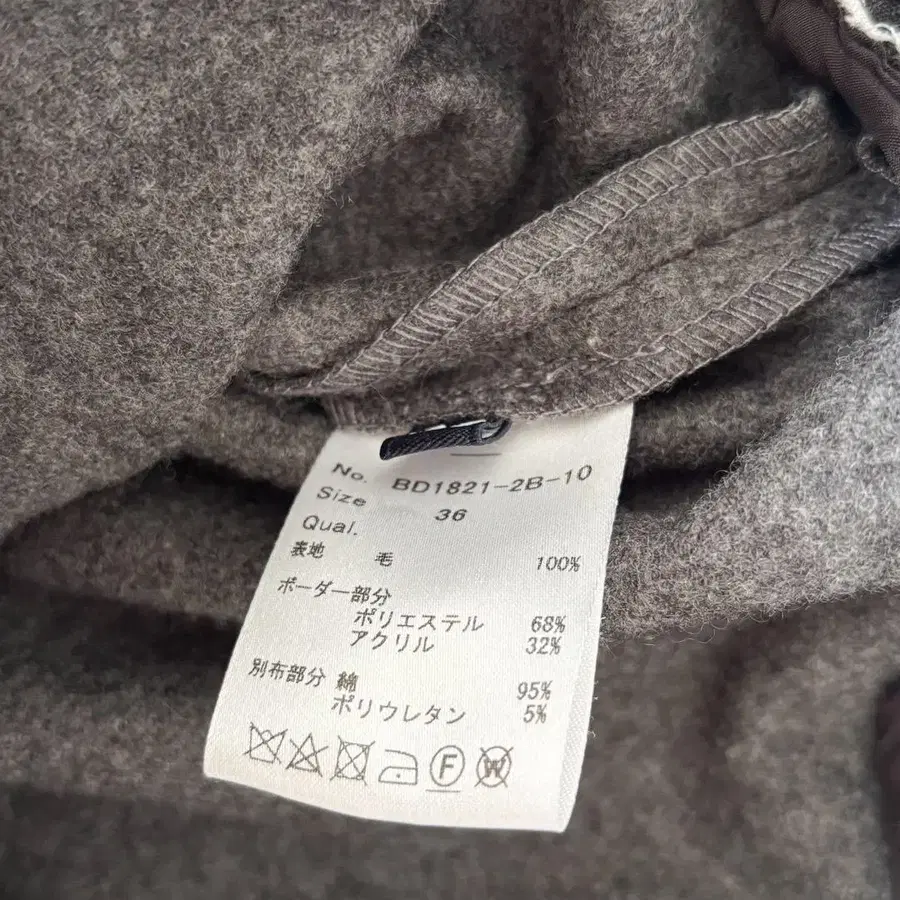 No. BD1821-2B-10
Size 36
Qual.
表地 毛 100%
ボーダー部分
ポリエステル 68%
アクリル 32%
別布部分 綿 95%
ポリウレタン 5%
F W